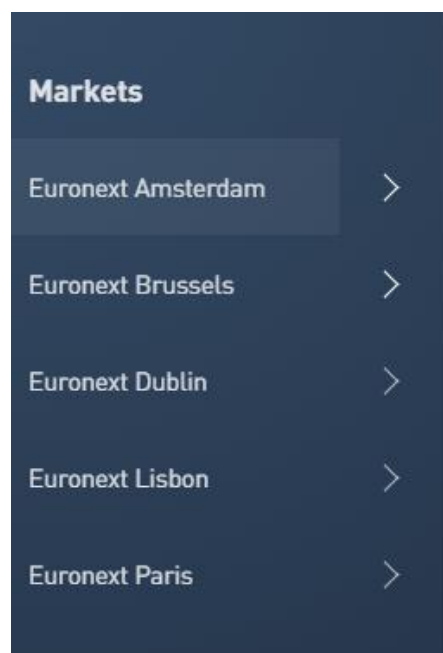 Markets
Euronext Amsterdam
Euronext Brussels
Euronext Dublin
Euronext Lisbon
Euronext Paris